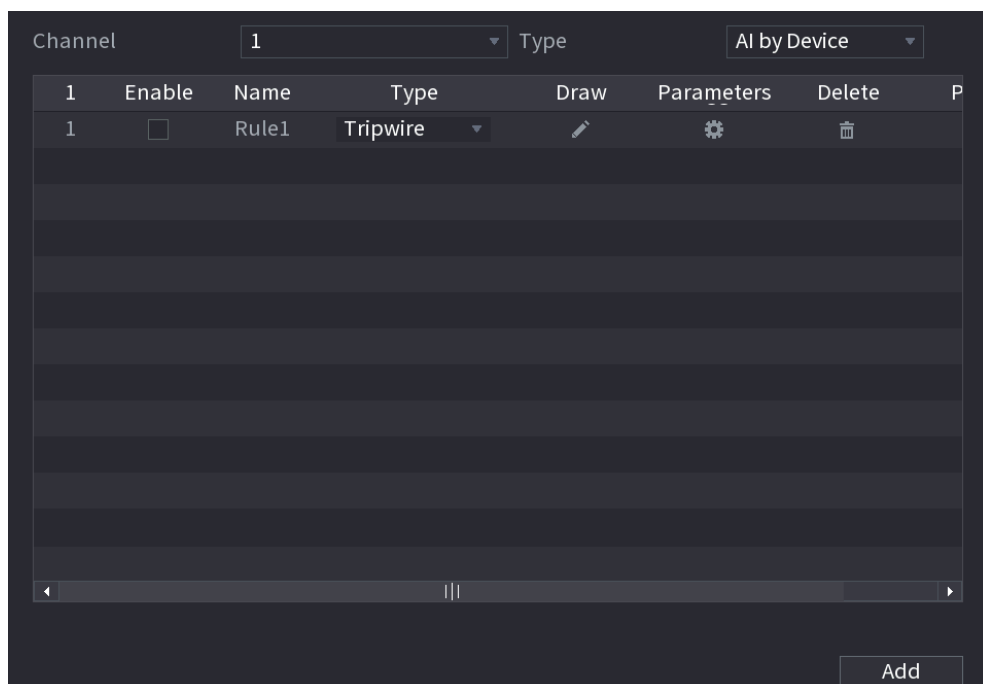 Channel 1 Type AI by Device
1 Enable Name Type Draw Parameters Delete P
1 Rule1 Tripwire
Add